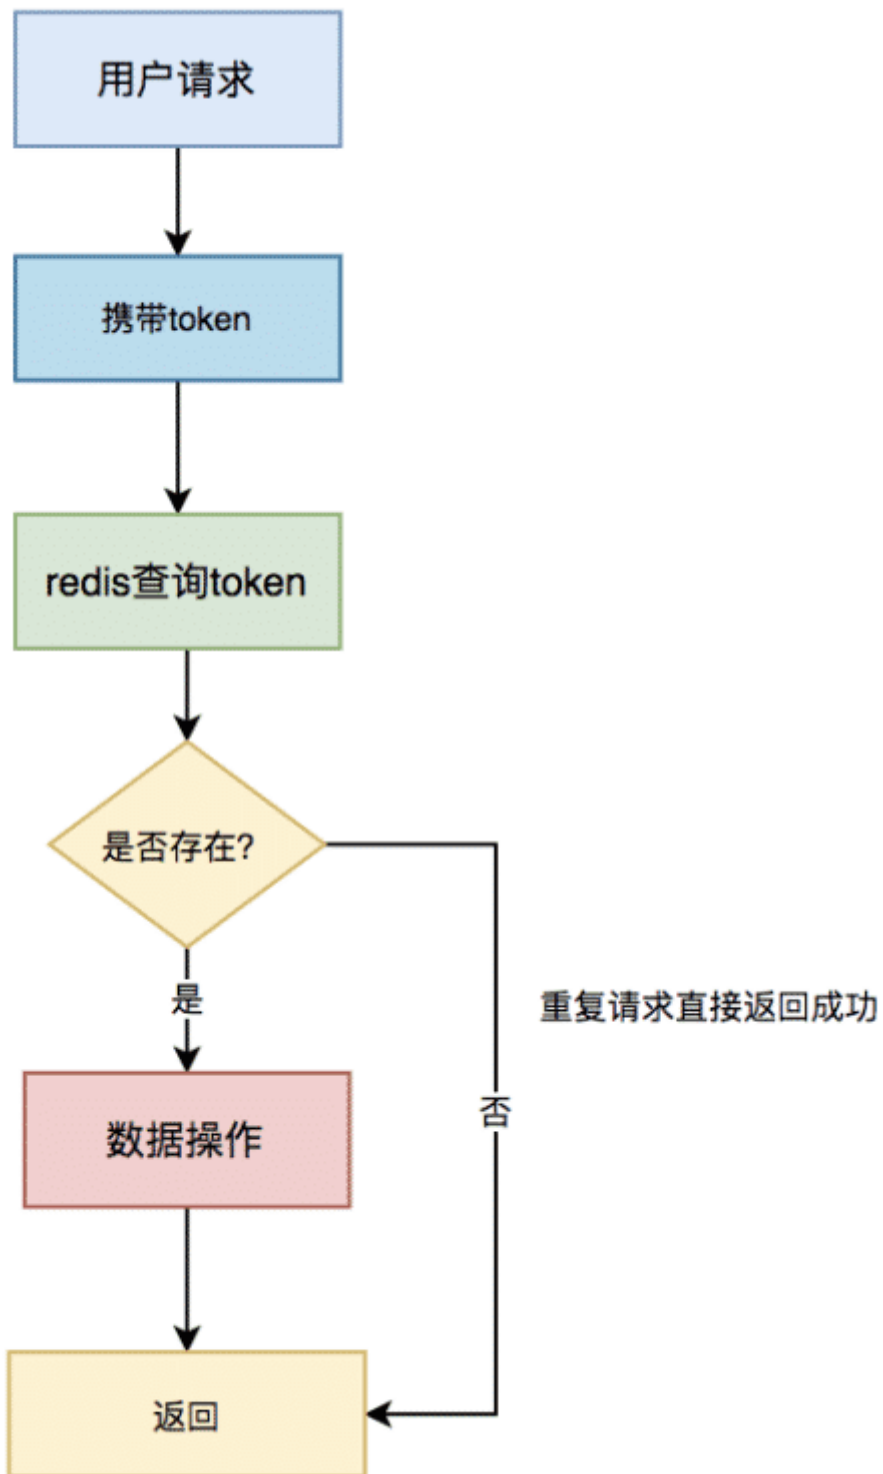 用户请求
携带token
redis查询token
是否存在?
是
重复请求直接返回成功
否
数据操作
返回